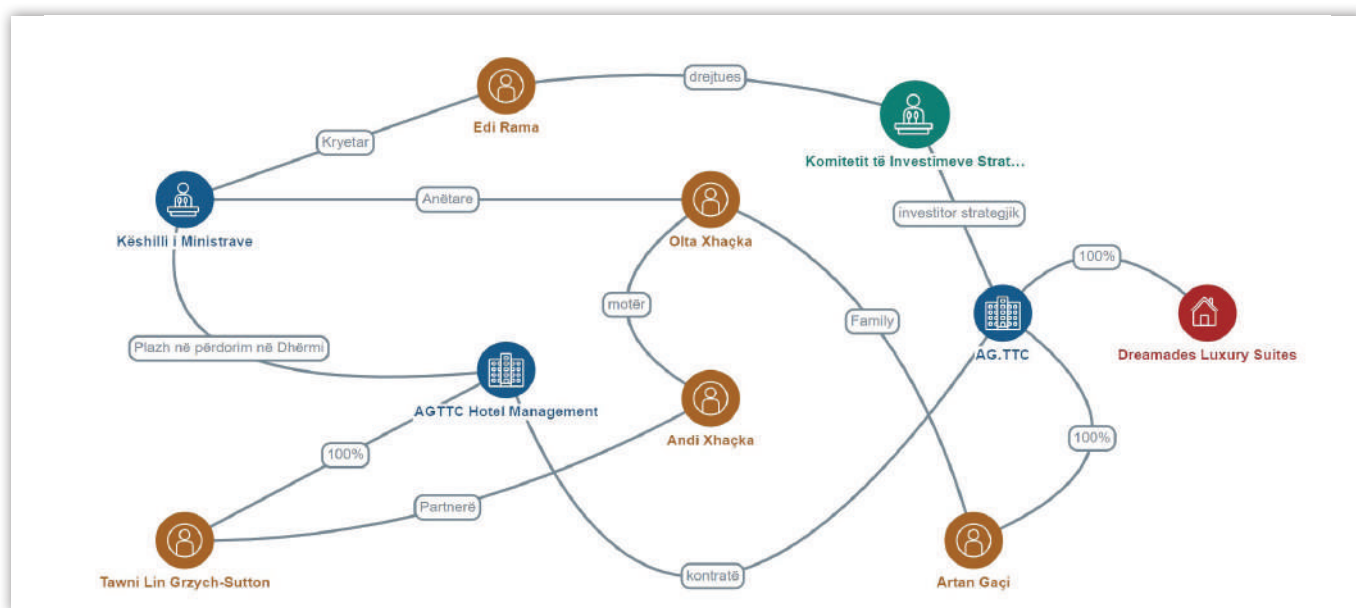 drejtues
Edi Rama
Kryetar
Komitetit të Investimeve Strat...
Anëtare
investitor strategjik
Këshilli i Ministrave
Olta Xhaçka
100%
motër
Family
Plazh në përdorim në Dhërmi
AG.TTC
Dreamades Luxury Suites
AGTTC Hotel Management
Andi Xhaçka
100%
100%
Partnerë
Tawni Lin Grzych-Sutton
kontratë
Artan Gaçi